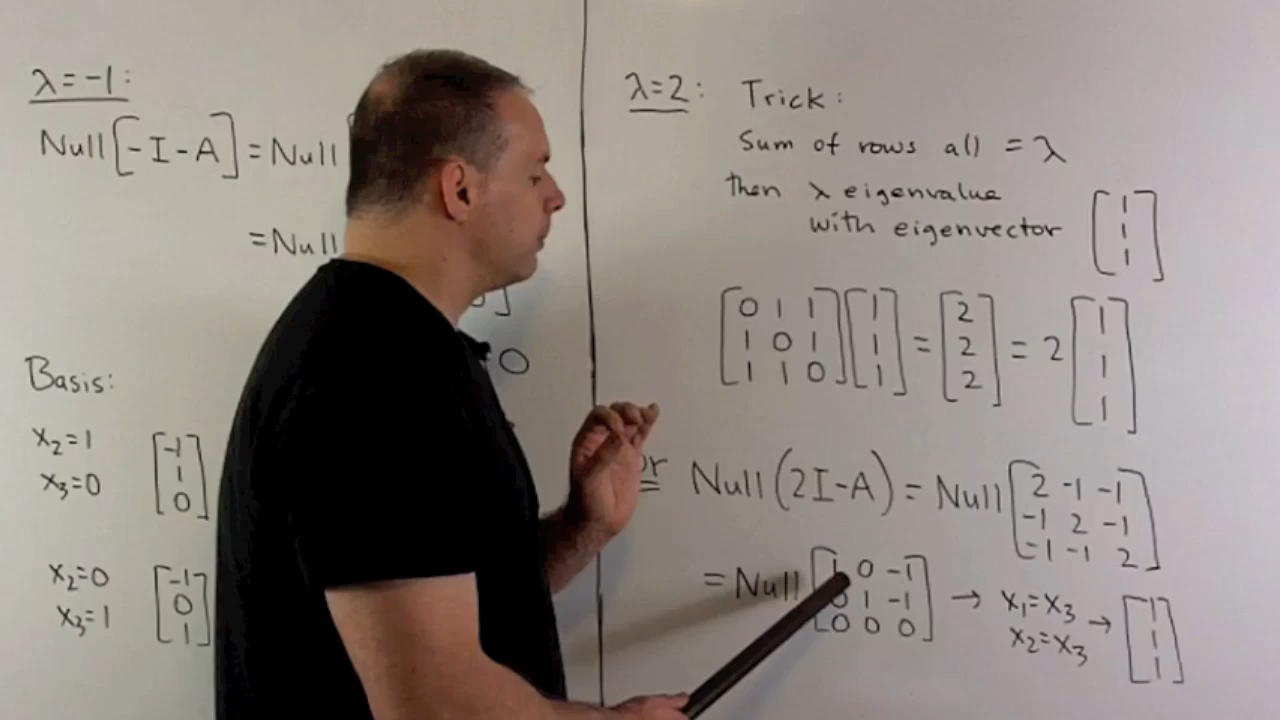 λ=-1:
Null[-I-A]=Null
=Null
0
Basis:
x₂=1
x₃=0
[-1
1
0]
x₂=0
x₃=1
[-1
0
1]
λ=2: Trick:
Sum of rows all = λ
then λ eigenvalue
with eigenvector [1
1
1]
[0 1 1
1 0 1
1 1 0] [1
1
1] = [2
2
2] = 2 [1
1
1]
or Null(2I-A) = Null [2 -1 -1
-1 2 -1
-1 -1 2]
= Null [1 0 -1
0 1 -1
0 0 0] → x₁=x₃
x₂=x₃ → [1
1
1]